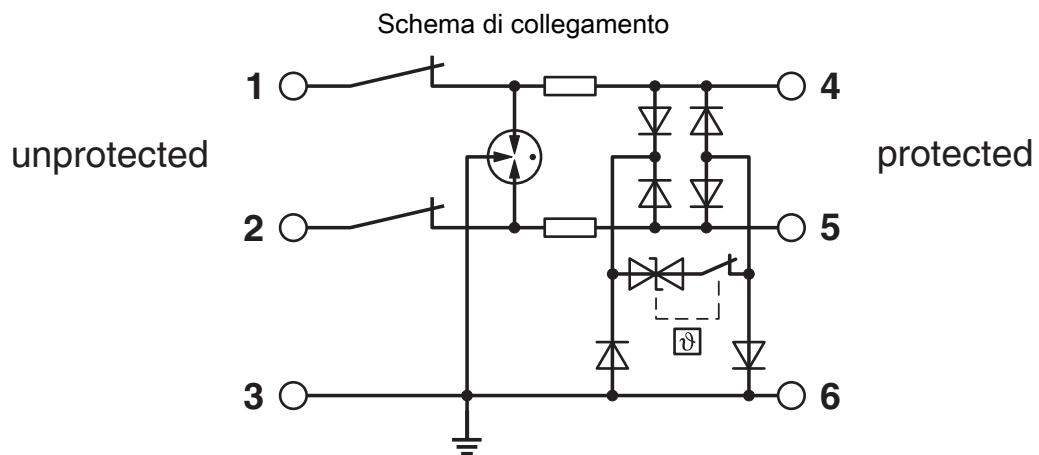 Schema di collegamento
1 4
unprotected protected
2 5
ϑ
3 6